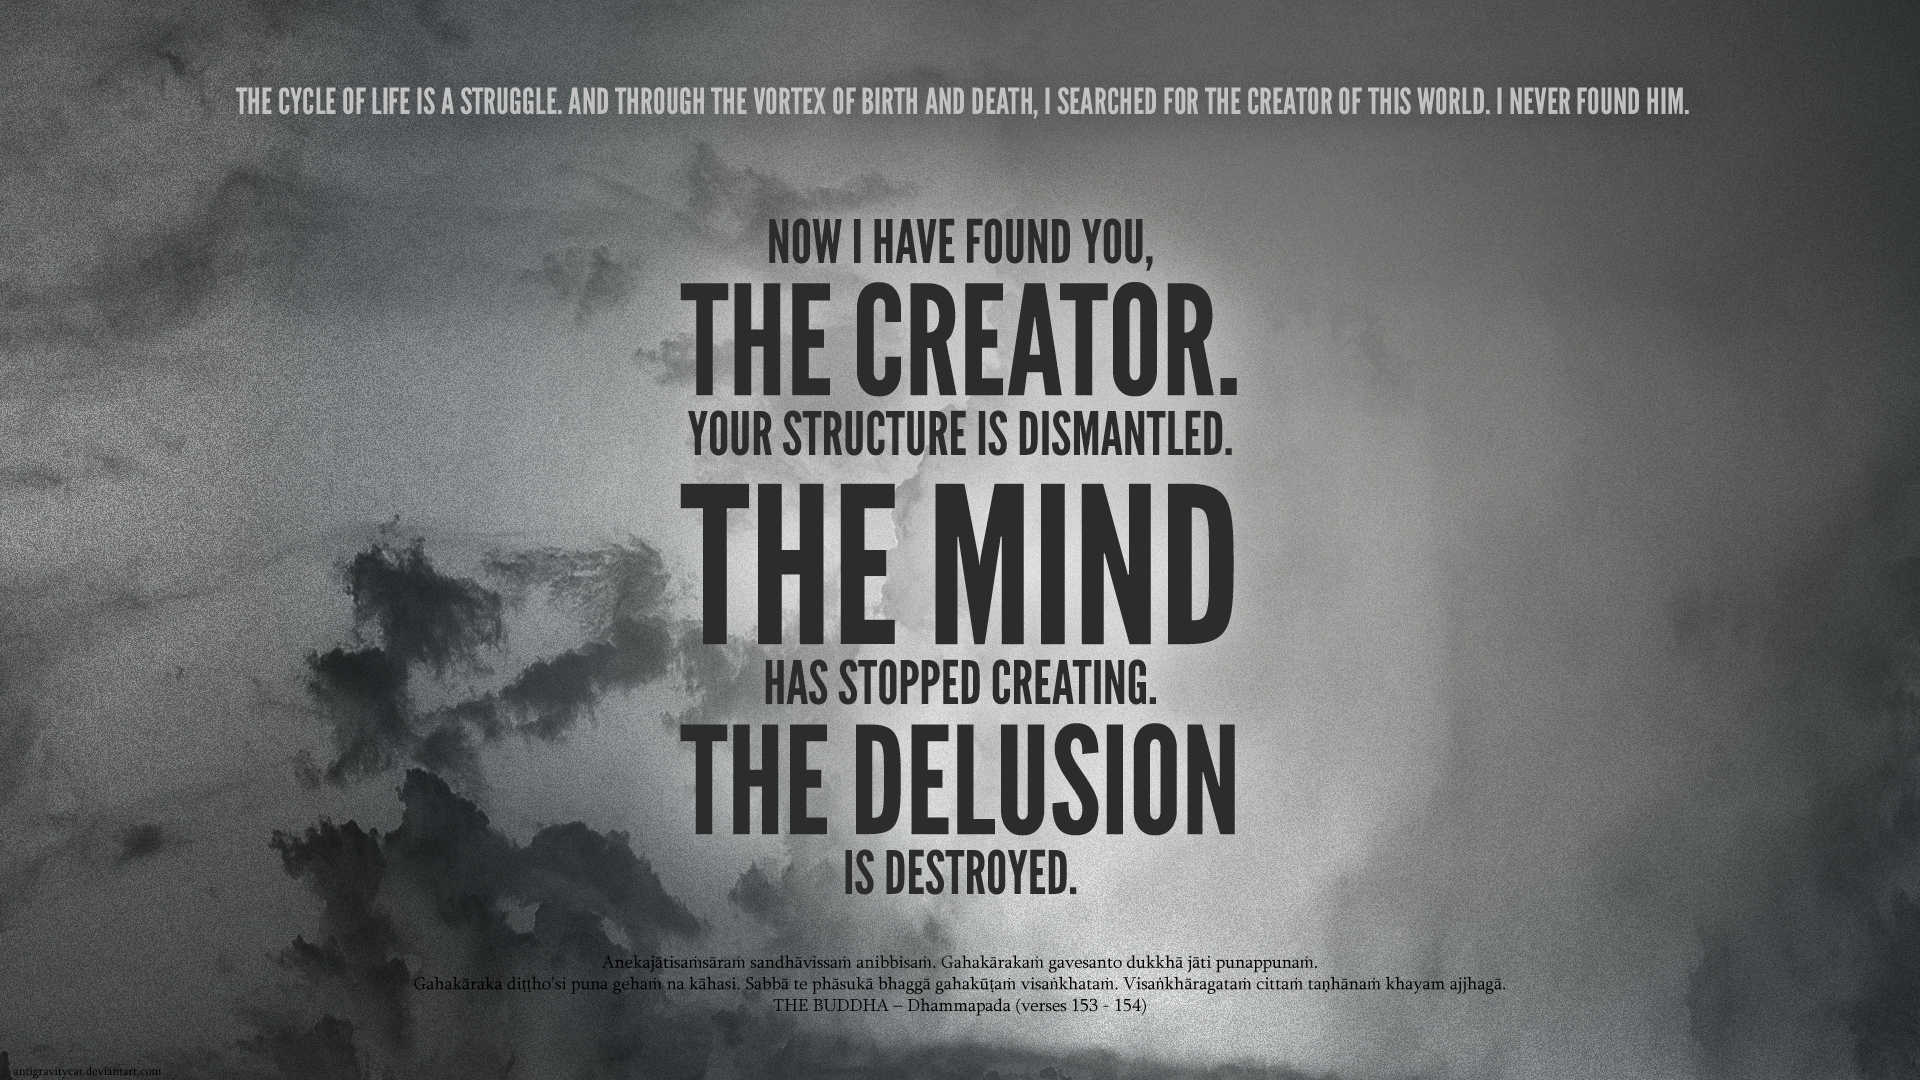 THE CYCLE OF LIFE IS A STRUGGLE. AND THROUGH THE VORTEX OF BIRTH AND DEATH, I SEARCHED FOR THE CREATOR OF THIS WORLD. I NEVER FOUND HIM.
NOW I HAVE FOUND YOU,
THE CREATOR.
YOUR STRUCTURE IS DISMANTLED.
THE MIND
HAS STOPPED CREATING.
THE DELUSION
IS DESTROYED.
Anekajātisaṁsāraṁ sandhāvissaṁ anibbisaṁ. Gahakārakaṁ gavesanto dukkhā jāti punappunaṁ.
Gahakāraka diṭṭho'si puna gehaṁ na kāhasi. Sabbā te phāsukā bhaggā gahakūṭaṁ visaṅkhataṁ. Visaṅkhāragataṁ cittaṁ taṇhānaṁ khayam ajjhagā.
THE BUDDHA – Dhammapada (verses 153 - 154)
antigravitycat.deviantart.com